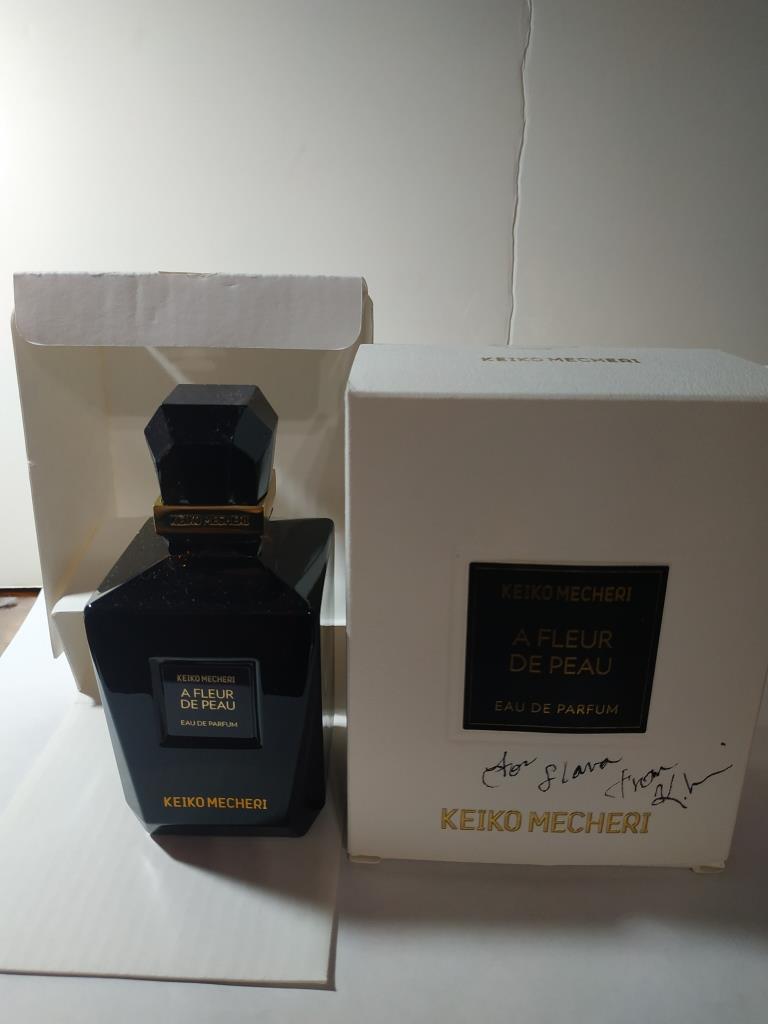 KEIKO MECHERI
A FLEUR
DE PEAU
EAU DE PARFUM
KEIKO MECHERI
KEIKO MECHERI
KEIKO MECHERI
KEIKO MECHERI
A FLEUR
DE PEAU
EAU DE PARFUM
for Slava from
KEIKO MECHERI